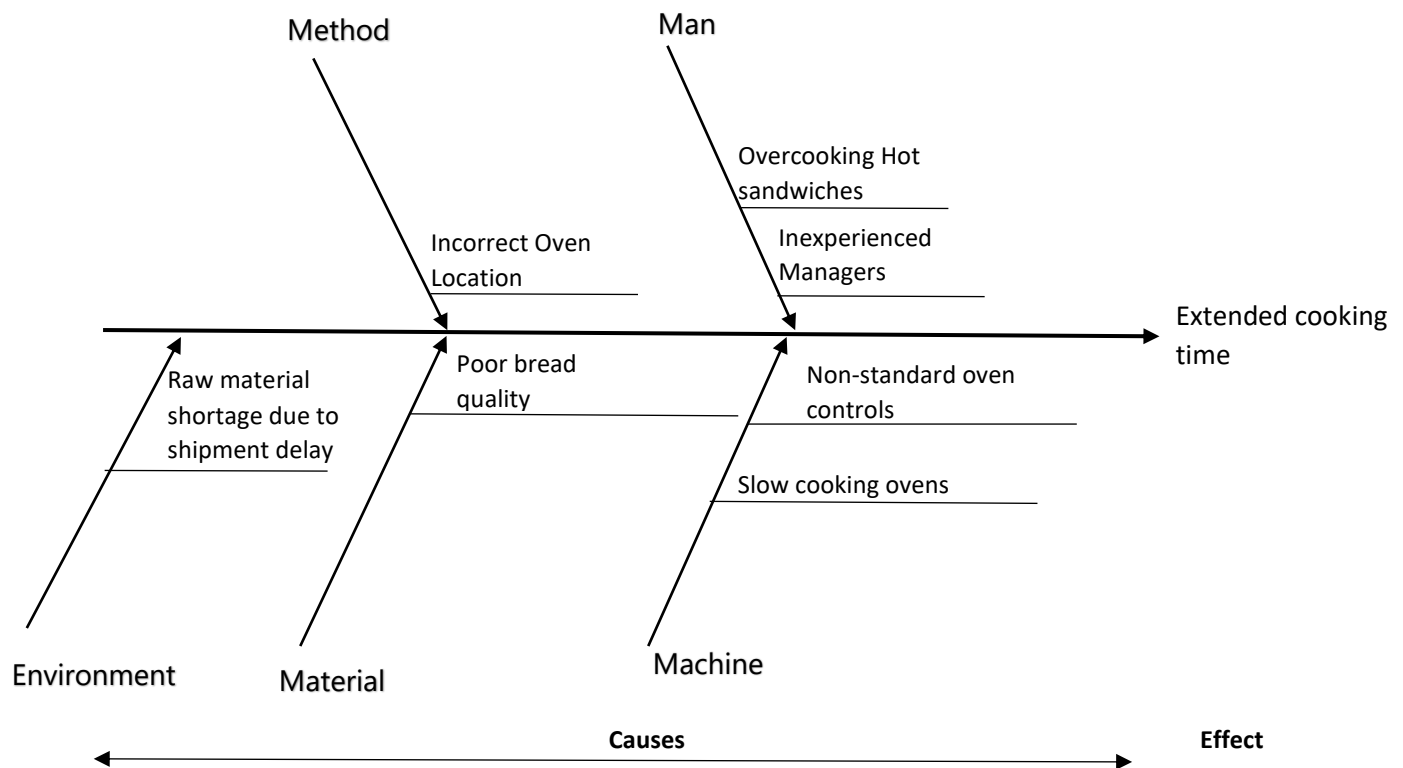 Method
Man
Overcooking Hot
sandwiches
Incorrect Oven
Location
Inexperienced
Managers
Extended cooking
time
Raw material
shortage due to
shipment delay
Poor bread
quality
Non-standard oven
controls
Slow cooking ovens
Environment
Material
Machine
Causes
Effect